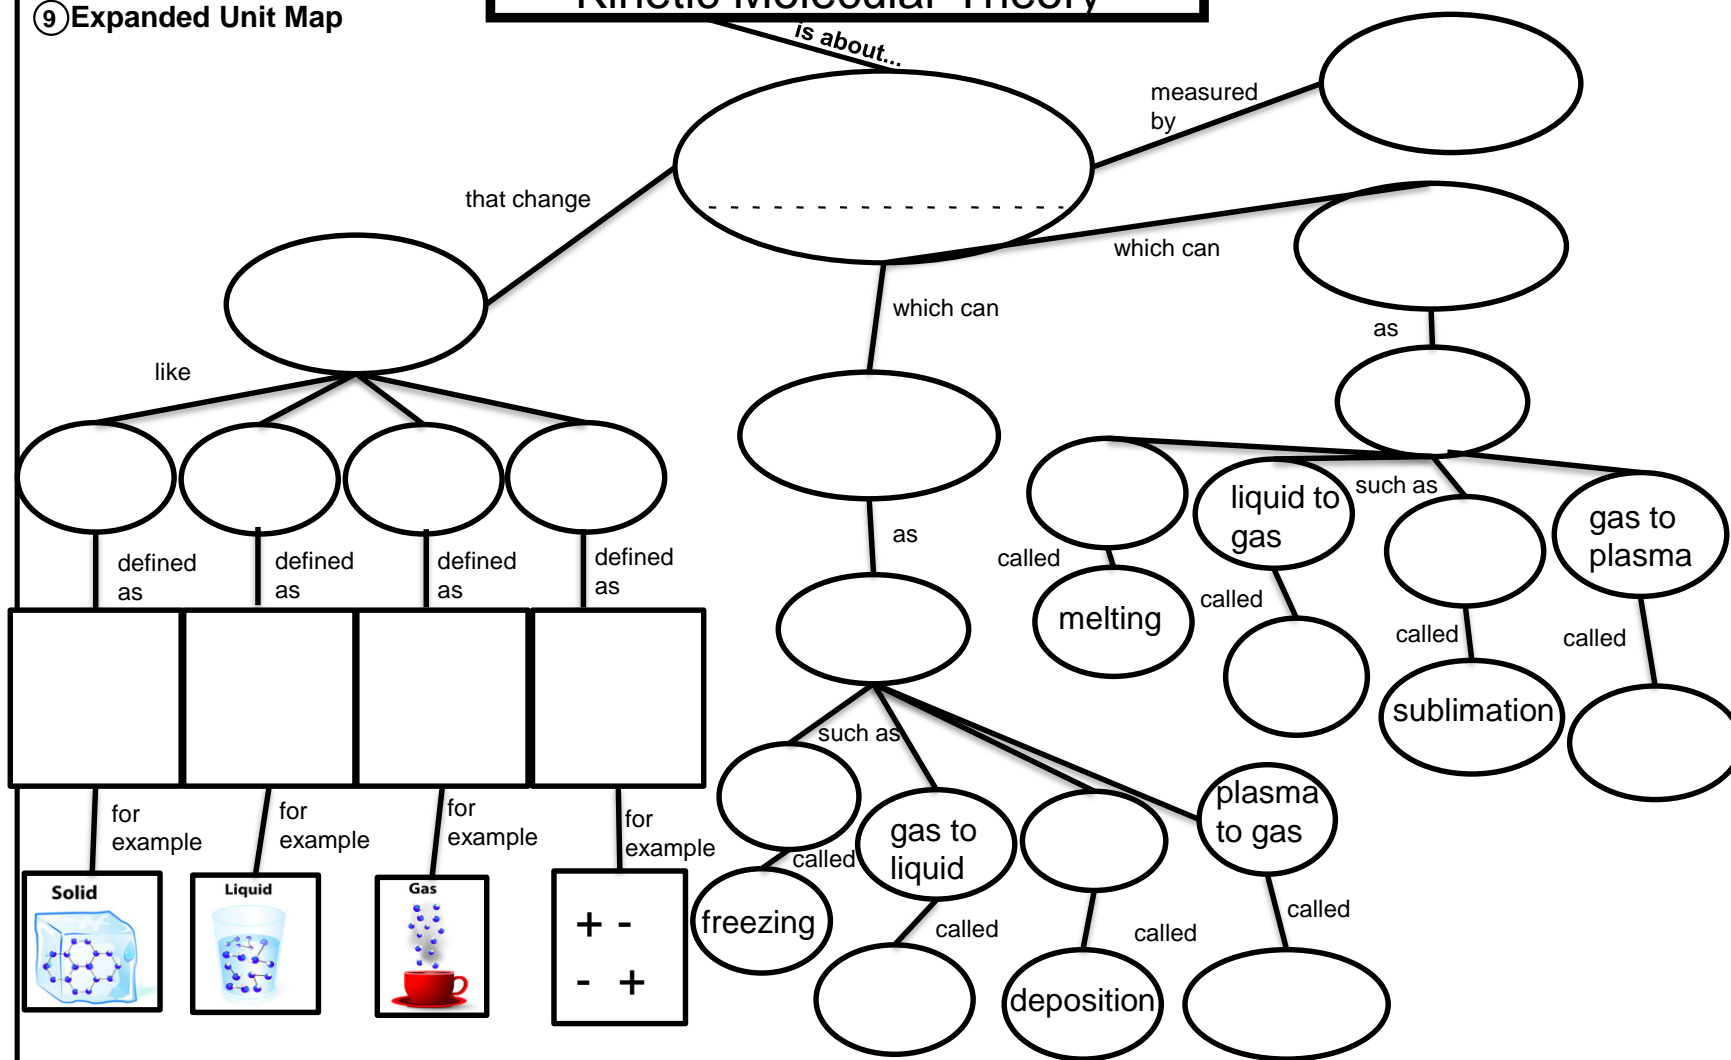 9 Expanded Unit Map
Kinetic Molecular Theory
is about...
measured
by
that change
which can
which can
as
like
liquid to
gas
such as
gas to
plasma
as
defined
as
defined
as
defined
as
defined
as
called
melting
called
called
called
sublimation
such as
for
example
for
example
for
example
for
example
plasma
to gas
gas to
liquid
called
called
freezing
called
called
deposition
Solid
Liquid
Gas
+ -
- +